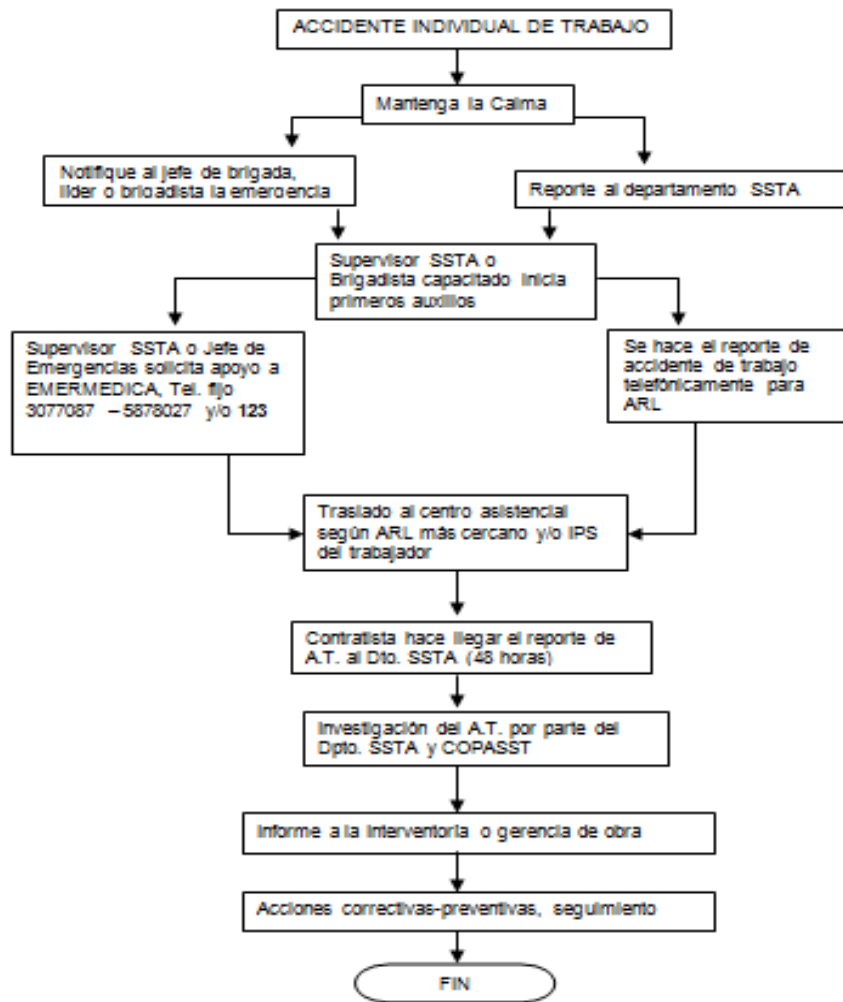 ACCIDENTE INDIVIDUAL DE TRABAJO
Mantenga la Calma
Notifique al jefe de brigada,
líder o brigadista la emergencia
Reporte al departamento SSTA
Supervisor SSTA o
Brigadista capacitado inicia
primeros auxilios
Supervisor SSTA o Jefe de
Emergencias solicita apoyo a
EMERMEDICA, Tel. fijo
3077087 – 5878027 y/o 123
Se hace el reporte de
accidente de trabajo
telefónicamente para
ARL
Traslado al centro asistencial
según ARL más cercano y/o IPS
del trabajador
Contratista hace llegar el reporte de
A.T. al Dto. SSTA (48 horas)
Investigación del A.T. por parte del
Dpto. SSTA y COPASST
Informe a la Interventoría o gerencia de obra
Acciones correctivas-preventivas, seguimiento
FIN